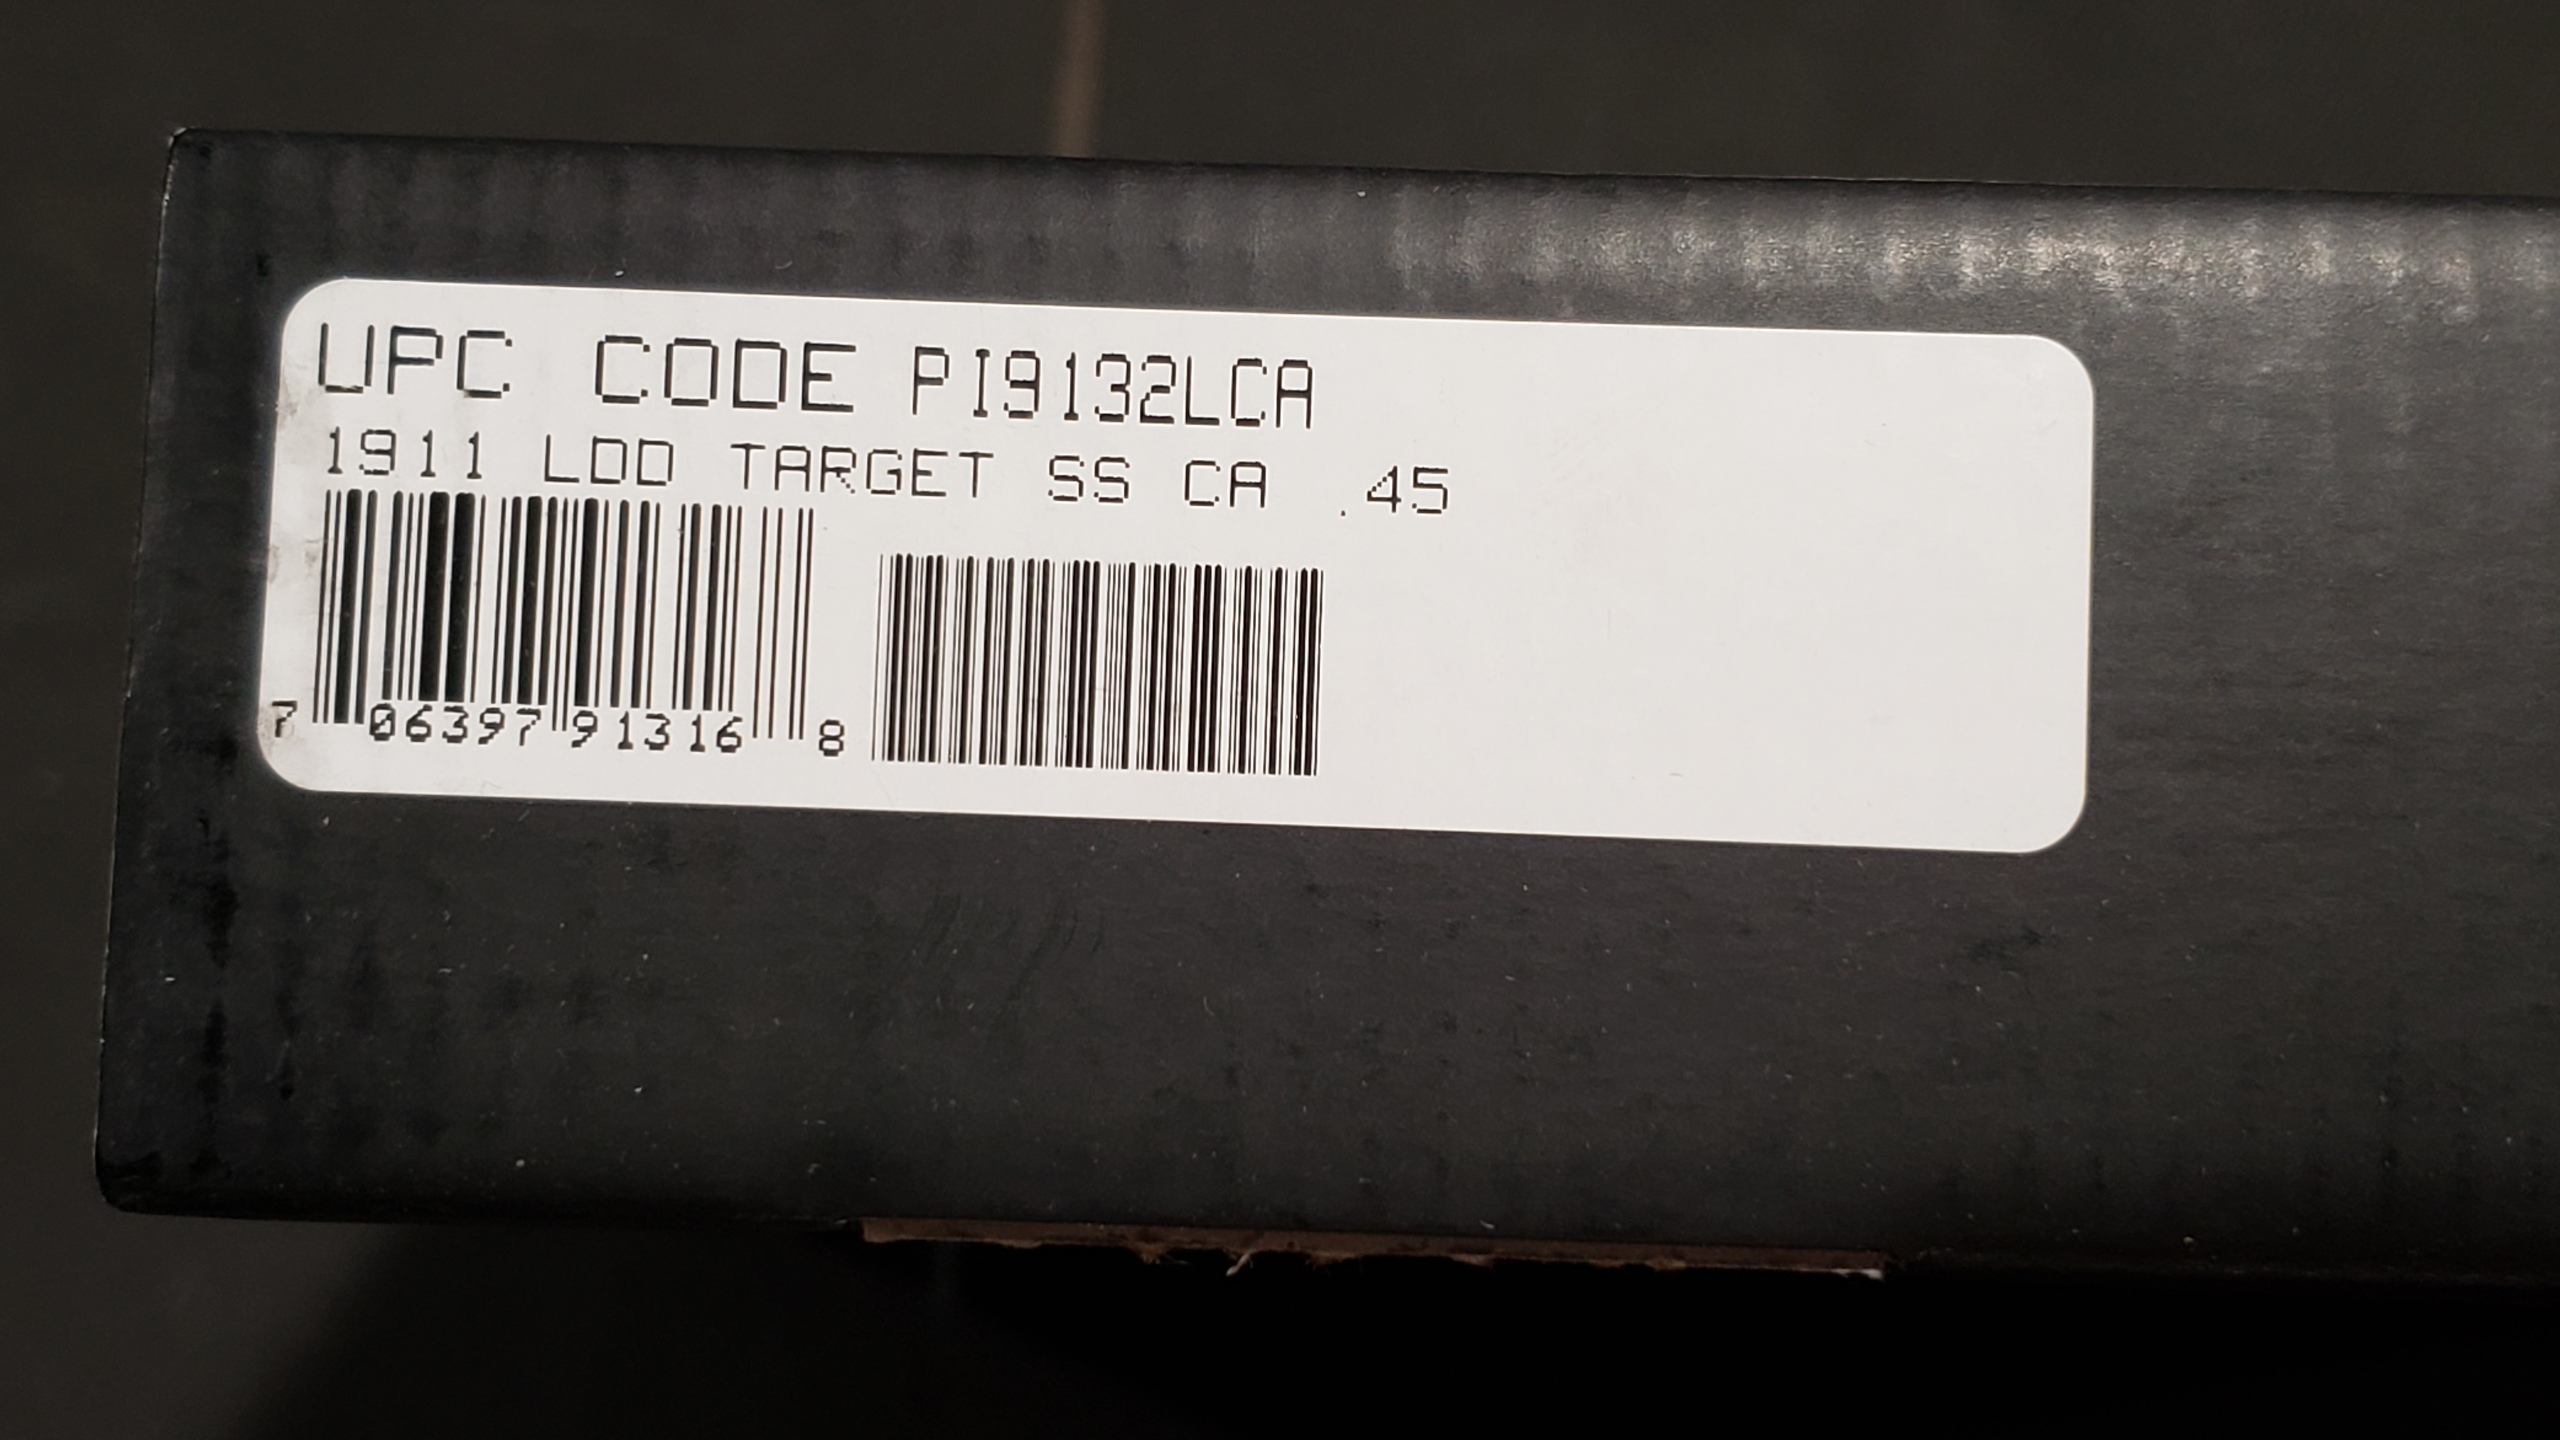 UPC CODE PI9132LCA
1911 LDD TARGET SS CA .45
7 06397 91316 8